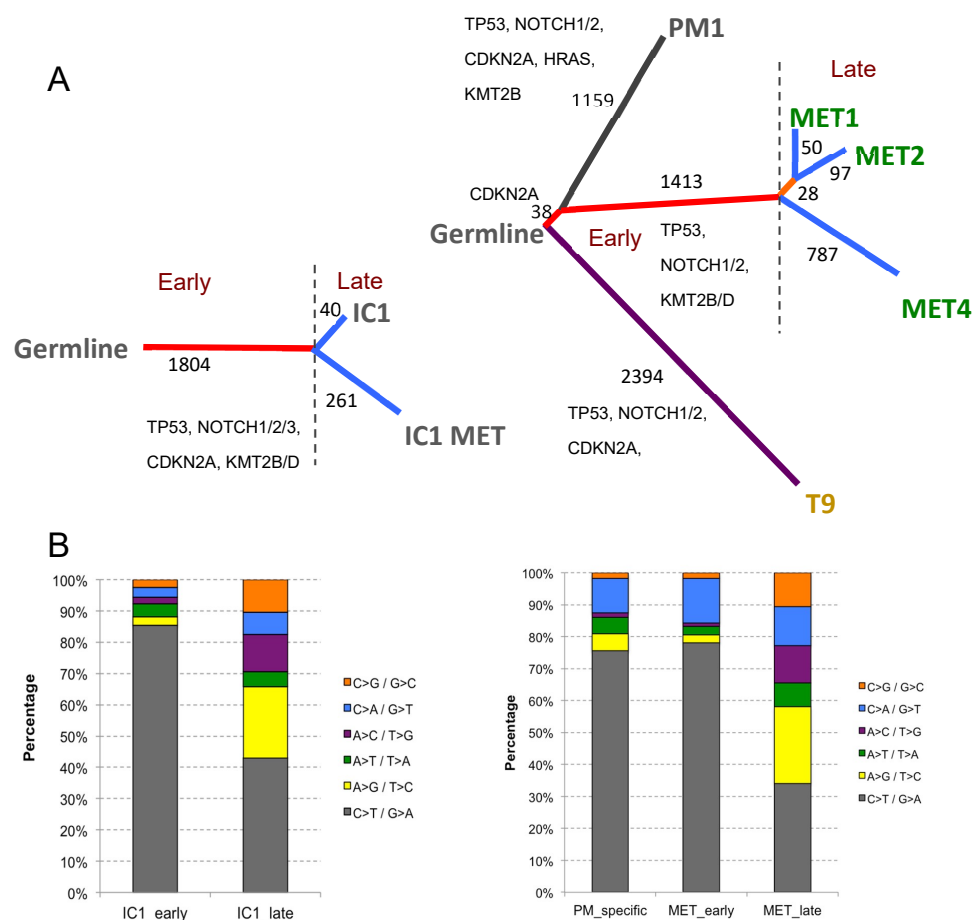 A
TP53, NOTCH1/2,
CDKN2A, HRAS,
KMT2B
PM1
1159
Late
MET1
50
MET2
97
28
1413
CDKN2A
38
Germline
Early
TP53,
NOTCH1/2,
KMT2B/D
787
MET4
Early
Late
40
IC1
Germline
1804
261
IC1 MET
TP53, NOTCH1/2/3,
CDKN2A, KMT2B/D
2394
TP53, NOTCH1/2,
CDKN2A,
T9
B
100%
90%
80%
70%
60%
50%
40%
30%
20%
10%
0%
Percentage
IC1_early
IC1_late
C>G / G>C
C>A / G>T
A>C / T>G
A>T / T>A
A>G / T>C
C>T / G>A
100%
90%
80%
70%
60%
50%
40%
30%
20%
10%
0%
Percentage
PM_specific
MET_early
MET_late
C>G / G>C
C>A / G>T
A>C / T>G
A>T / T>A
A>G / T>C
C>T / G>A